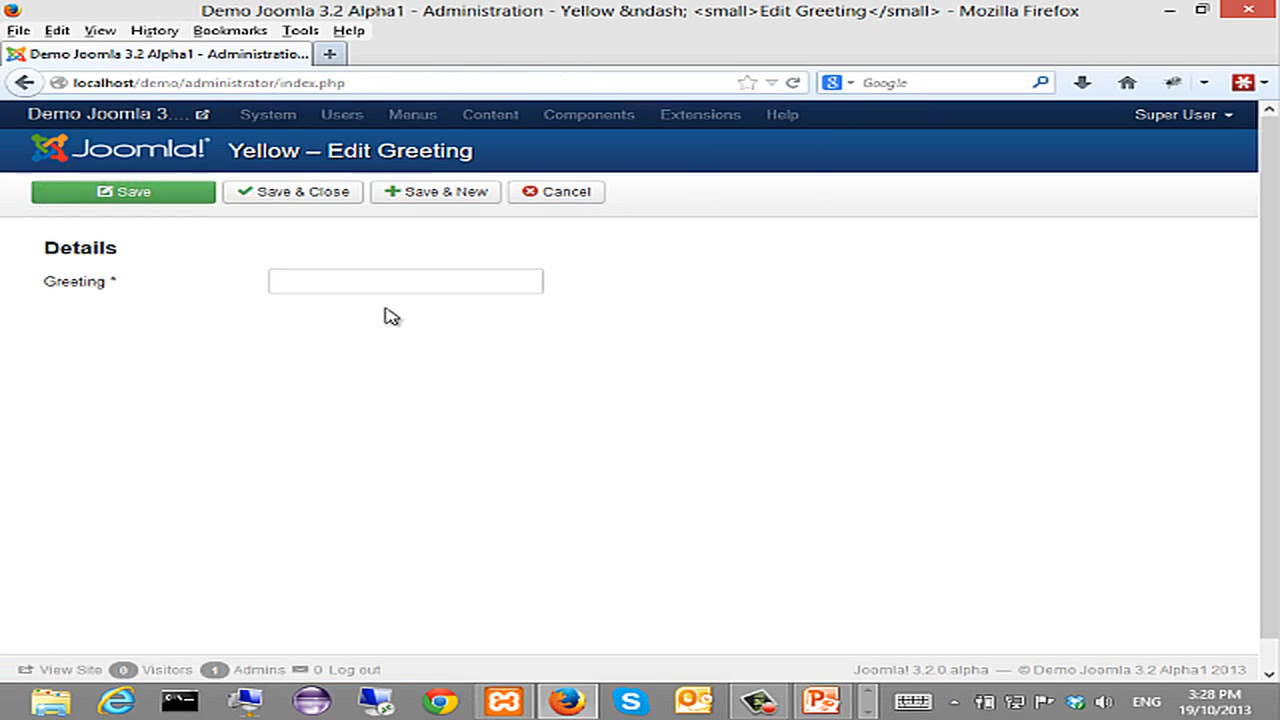 Demo Joomla 3.2 Alpha1 - Administration - Yellow &ndash; <small>Edit Greeting</small> - Mozilla Firefox
File Edit View History Bookmarks Tools Help
Demo Joomla 3.2 Alpha1 - Administratio...
localhost/demo/administrator/index.php
Google
Demo Joomla 3.... System Users Menus Content Components Extensions Help Super User
Joomla! Yellow – Edit Greeting
Save Save & Close Save & New Cancel
Details
Greeting *
View Site 0 Visitors 1 Admins 0 Log out Joomla! 3.2.0.alpha — © Demo Joomla 3.2 Alpha1 2013
ENG 3:28 PM
19/10/2013